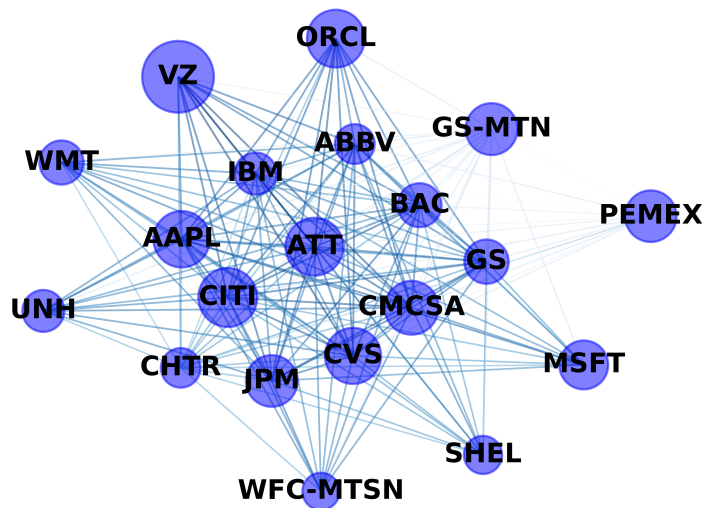 ORCL
VZ
GS-MTN
ABBV
WMT
IBM
BAC
PEMEX
AAPL
ATT
GS
CITI
CMCSA
UNH
CVS
MSFT
CHTR
JPM
SHEL
WFC-MTSN